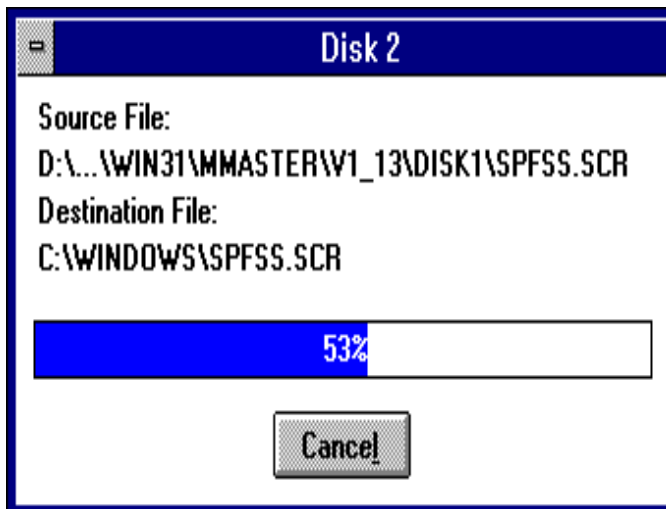 Disk 2
Source File:
D:\...\WIN31\MMASTER\V1_13\DISK1\SPFSS.SCR
Destination File:
C:\WINDOWS\SPFSS.SCR
53%
Cancel